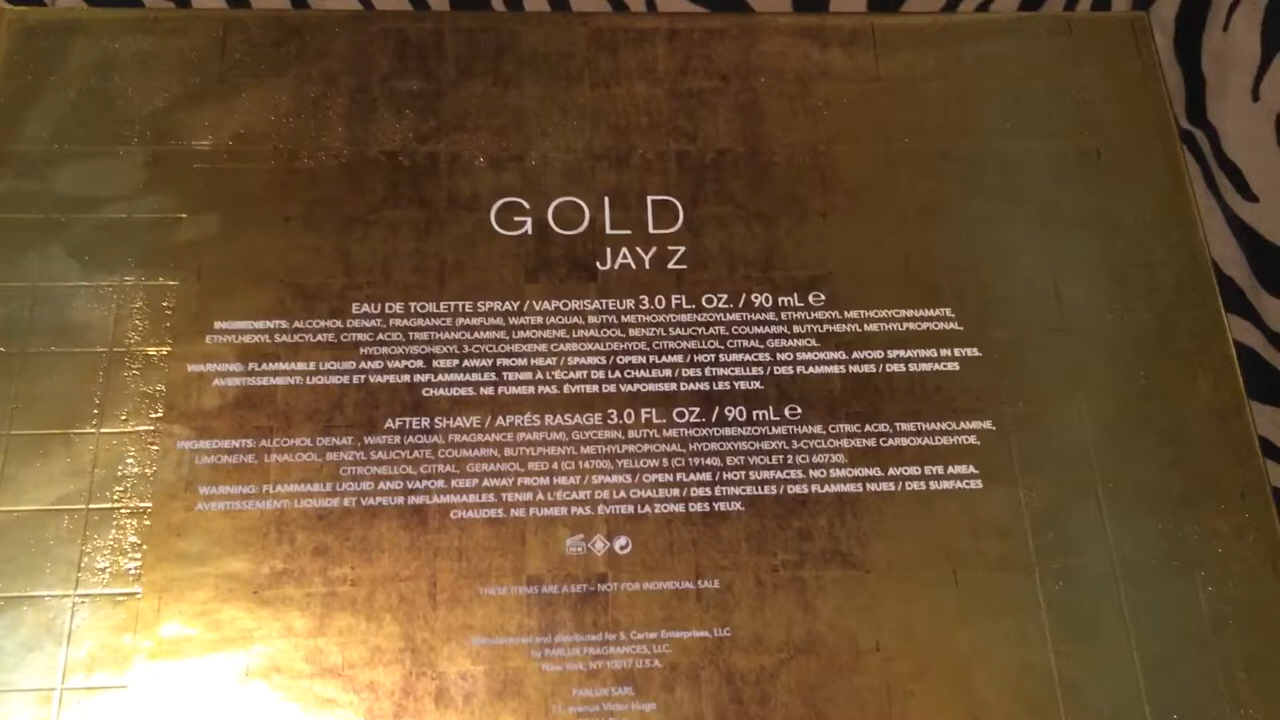 GOLD
JAY Z
EAU DE TOILETTE SPRAY / VAPORISATEUR 3.0 FL. OZ. / 90 mL ℮
INGREDIENTS: ALCOHOL DENAT., FRAGRANCE (PARFUM), WATER (AQUA), BUTYL METHOXYDIBENZOYLMETHANE, ETHYLHEXYL METHOXYCINNAMATE,
ETHYLHEXYL SALICYLATE, CITRIC ACID, TRIETHANOLAMINE, LIMONENE, LINALOOL, BENZYL SALICYLATE, COUMARIN, BUTYLPHENYL METHYLPROPIONAL,
HYDROXYISOHEXYL 3-CYCLOHEXENE CARBOXALDEHYDE, CITRONELLOL, CITRAL, GERANIOL.
WARNING: FLAMMABLE LIQUID AND VAPOR. KEEP AWAY FROM HEAT / SPARKS / OPEN FLAME / HOT SURFACES. NO SMOKING. AVOID SPRAYING IN EYES.
AVERTISSEMENT: LIQUIDE ET VAPEUR INFLAMMABLES. TENIR À L'ÉCART DE LA CHALEUR / DES ÉTINCELLES / DES FLAMMES NUES / DES SURFACES
CHAUDES. NE FUMER PAS. ÉVITER DE VAPORISER DANS LES YEUX.
AFTER SHAVE / APRÉS RASAGE 3.0 FL. OZ. / 90 mL ℮
INGREDIENTS: ALCOHOL DENAT. , WATER (AQUA), FRAGRANCE (PARFUM), GLYCERIN, BUTYL METHOXYDIBENZOYLMETHANE, CITRIC ACID, TRIETHANOLAMINE,
LIMONENE, LINALOOL, BENZYL SALICYLATE, COUMARIN, BUTYLPHENYL METHYLPROPIONAL, HYDROXYISOHEXYL 3-CYCLOHEXENE CARBOXALDEHYDE,
CITRONELLOL, CITRAL, GERANIOL, RED 4 (CI 14700), YELLOW 5 (CI 19140), EXT VIOLET 2 (CI 60730).
WARNING: FLAMMABLE LIQUID AND VAPOR. KEEP AWAY FROM HEAT / SPARKS / OPEN FLAME / HOT SURFACES. NO SMOKING. AVOID EYE AREA.
AVERTISSEMENT: LIQUIDE ET VAPEUR INFLAMMABLES. TENIR À L'ÉCART DE LA CHALEUR / DES ÉTINCELLES / DES FLAMMES NUES / DES SURFACES
CHAUDES. NE FUMER PAS. ÉVITER LA ZONE DES YEUX.
THESE ITEMS ARE A SET – NOT FOR INDIVIDUAL SALE
Manufactured and distributed for S. Carter Enterprises, LLC
by PARLUX FRAGRANCES, LLC.
New York, NY 10017 U.S.A.
PARLUX SARL
71, avenue Victor Hugo